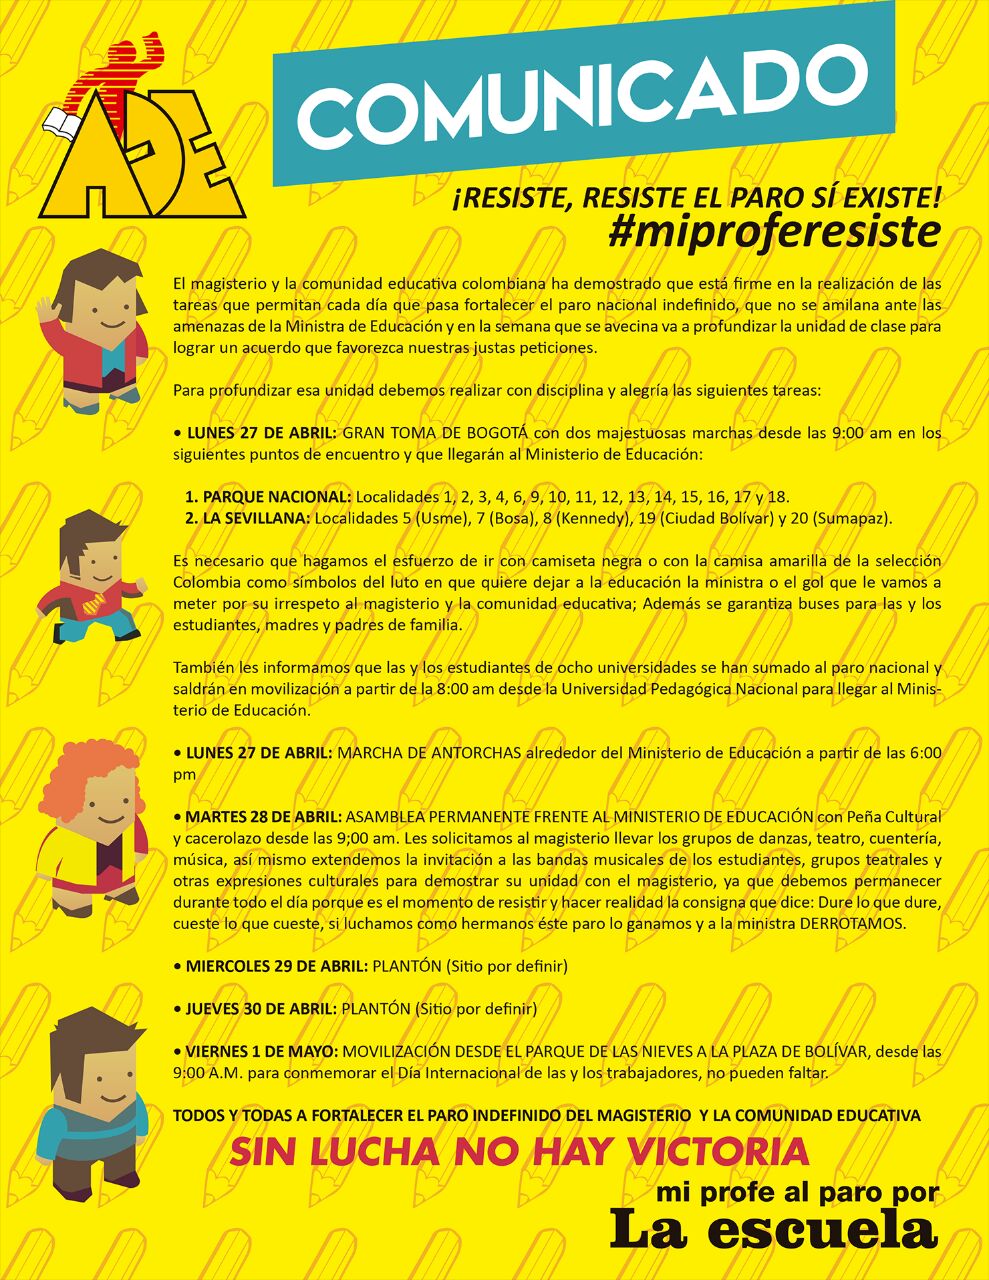 ADE
COMUNICADO
¡RESISTE, RESISTE EL PARO SÍ EXISTE!
#miproferesiste
El magisterio y la comunidad educativa colombiana ha demostrado que está firme en la realización de las
tareas que permitan cada día que pasa fortalecer el paro nacional indefinido, que no se amilana ante las
amenazas de la Ministra de Educación y en la semana que se avecina va a profundizar la unidad de clase para
lograr un acuerdo que favorezca nuestras justas peticiones.
Para profundizar esa unidad debemos realizar con disciplina y alegría las siguientes tareas:
• LUNES 27 DE ABRIL: GRAN TOMA DE BOGOTÁ con dos majestuosas marchas desde las 9:00 am en los
siguientes puntos de encuentro y que llegarán al Ministerio de Educación:
1. PARQUE NACIONAL: Localidades 1, 2, 3, 4, 6, 9, 10, 11, 12, 13, 14, 15, 16, 17 y 18.
2. LA SEVILLANA: Localidades 5 (Usme), 7 (Bosa), 8 (Kennedy), 19 (Ciudad Bolívar) y 20 (Sumapaz).
Es necesario que hagamos el esfuerzo de ir con camiseta negra o con la camisa amarilla de la selección
Colombia como símbolos del luto en que quiere dejar a la educación la ministra o el gol que le vamos a
meter por su irrespeto al magisterio y la comunidad educativa; Además se garantiza buses para las y los
estudiantes, madres y padres de familia.
También les informamos que las y los estudiantes de ocho universidades se han sumado al paro nacional y
saldrán en movilización a partir de la 8:00 am desde la Universidad Pedagógica Nacional para llegar al Minis-
terio de Educación.
• LUNES 27 DE ABRIL: MARCHA DE ANTORCHAS alrededor del Ministerio de Educación a partir de las 6:00
pm
• MARTES 28 DE ABRIL: ASAMBLEA PERMANENTE FRENTE AL MINISTERIO DE EDUCACIÓN con Peña Cultural
y cacerolazo desde las 9;00 am. Les solicitamos al magisterio llevar los grupos de danzas, teatro, cuentería,
música, así mismo extendemos la invitación a las bandas musicales de los estudiantes, grupos teatrales y
otras expresiones culturales para demostrar su unidad con el magisterio, ya que debemos permanecer
durante todo el día porque es el momento de resistir y hacer realidad la consigna que dice: Dure lo que dure,
cueste lo que cueste, si luchamos como hermanos éste paro lo ganamos y a la ministra DERROTAMOS.
• MIERCOLES 29 DE ABRIL: PLANTÓN (Sitio por definir)
• JUEVES 30 DE ABRIL: PLANTÓN (Sitio por definir)
• VIERNES 1 DE MAYO: MOVILIZACIÓN DESDE EL PARQUE DE LAS NIEVES A LA PLAZA DE BOLÍVAR, desde las
9:00 A.M. para conmemorar el Día Internacional de las y los trabajadores, no pueden faltar.
TODOS Y TODAS A FORTALECER EL PARO INDEFINIDO DEL MAGISTERIO Y LA COMUNIDAD EDUCATIVA
SIN LUCHA NO HAY VICTORIA
mi profe al paro por
La escuela